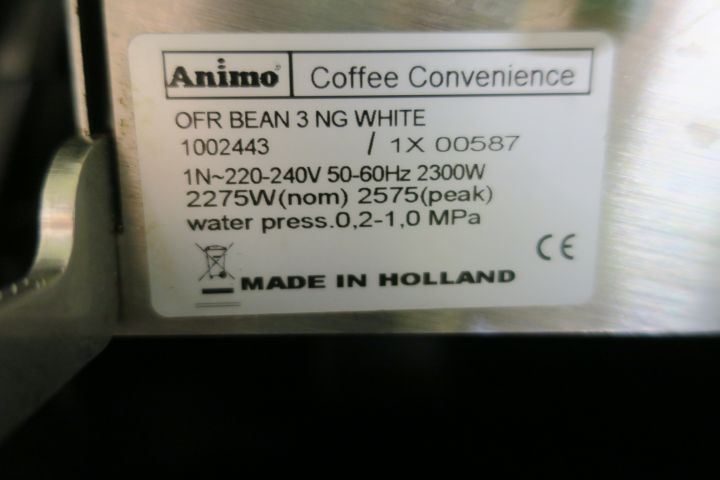 Animo Coffee Convenience
OFR BEAN 3 NG WHITE
1002443 / 1X 00587
1N~220-240V 50-60Hz 2300W
2275W(nom) 2575(peak)
water press.0,2-1,0 MPa
CE
MADE IN HOLLAND